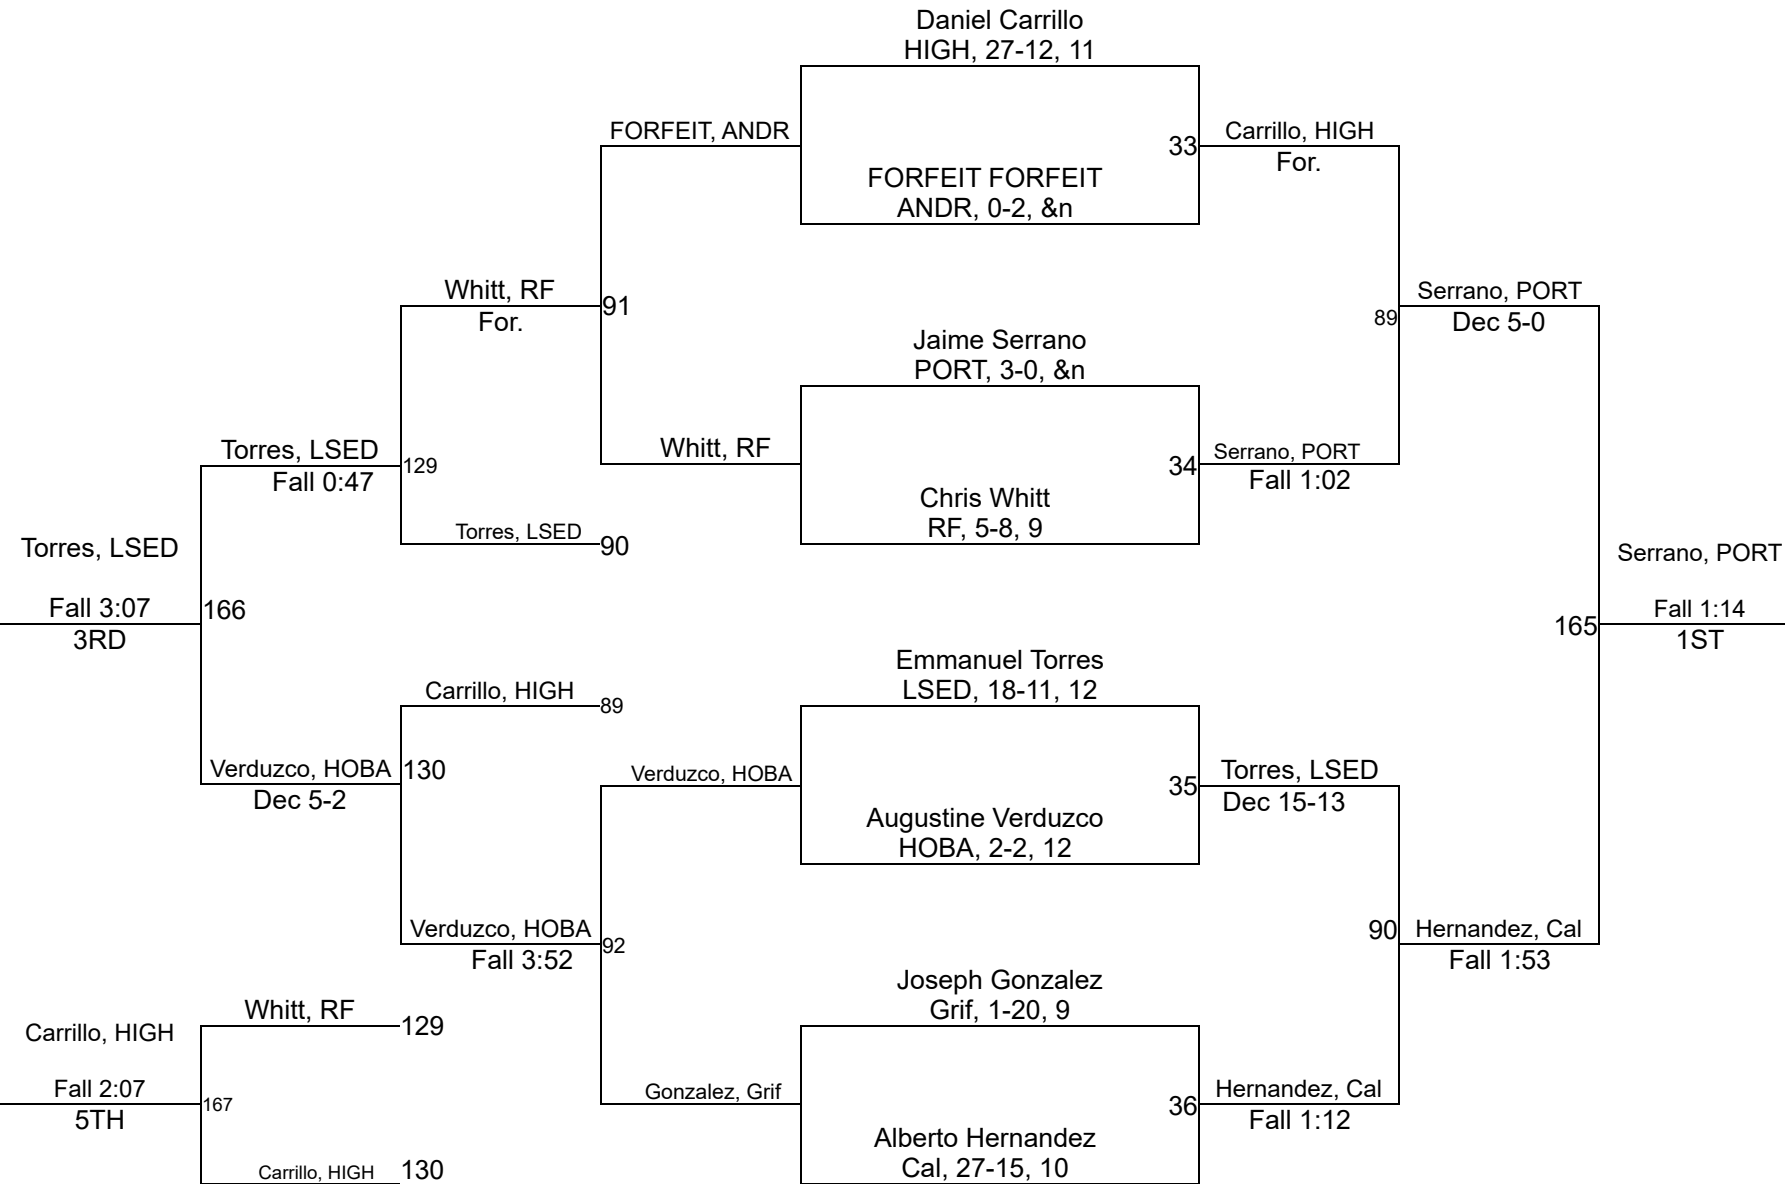 Daniel Carrillo
HIGH, 27-12, 11
FORFEIT, ANDR
33
Carrillo, HIGH
For.
FORFEIT FORFEIT
ANDR, 0-2, &n
Whitt, RF
For.
91
89
Serrano, PORT
Dec 5-0
Jaime Serrano
PORT, 3-0, &n
Torres, LSED
Fall 0:47
129
Whitt, RF
34
Serrano, PORT
Fall 1:02
Chris Whitt
RF, 5-8, 9
Torres, LSED
90
Torres, LSED
Fall 3:07
3RD
166
Serrano, PORT
Fall 1:14
1ST
165
Emmanuel Torres
LSED, 18-11, 12
Carrillo, HIGH
89
Verduzco, HOBA
Dec 5-2
130
Verduzco, HOBA
35
Torres, LSED
Dec 15-13
Augustine Verduzco
HOBA, 2-2, 12
Verduzco, HOBA
Fall 3:52
92
90
Hernandez, Cal
Fall 1:53
Joseph Gonzalez
Grif, 1-20, 9
Whitt, RF
129
Carrillo, HIGH
Fall 2:07
5TH
167
Gonzalez, Grif
36
Hernandez, Cal
Fall 1:12
Alberto Hernandez
Cal, 27-15, 10
Carrillo, HIGH
130